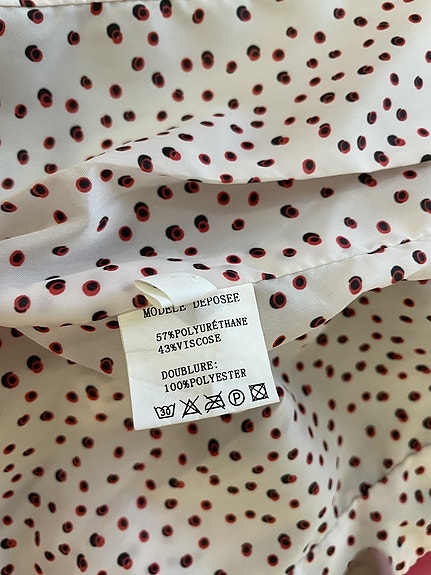 MODELE DEPOSEE
57%POLYURÉTHANE
43%VISCOSE
DOUBLURE:
100%POLYESTER
30 P